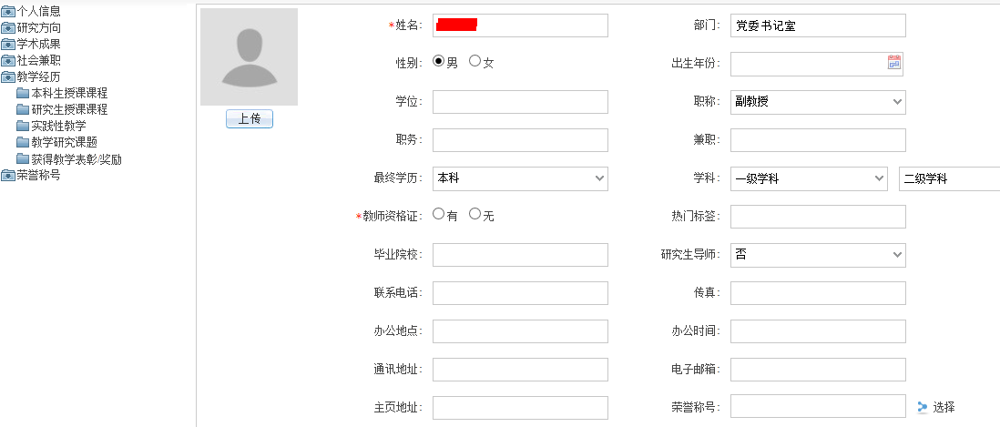 个人信息
研究方向
学术成果
社会兼职
教学经历
本科生授课课程
研究生授课课程
实践性教学
教学研究课题
获得教学表彰/奖励
荣誉称号
上传
*姓名： 部门： 党委书记室
性别： 男 女 出生年份：
学位： 职称： 副教授
职务： 兼职：
最终学历： 本科 学科： 一级学科 二级学科
*教师资格证： 有 无 热门标签：
毕业院校： 研究生导师： 否
联系电话： 传真：
办公地点： 办公时间：
通讯地址： 电子邮箱：
主页地址： 荣誉称号： 选择